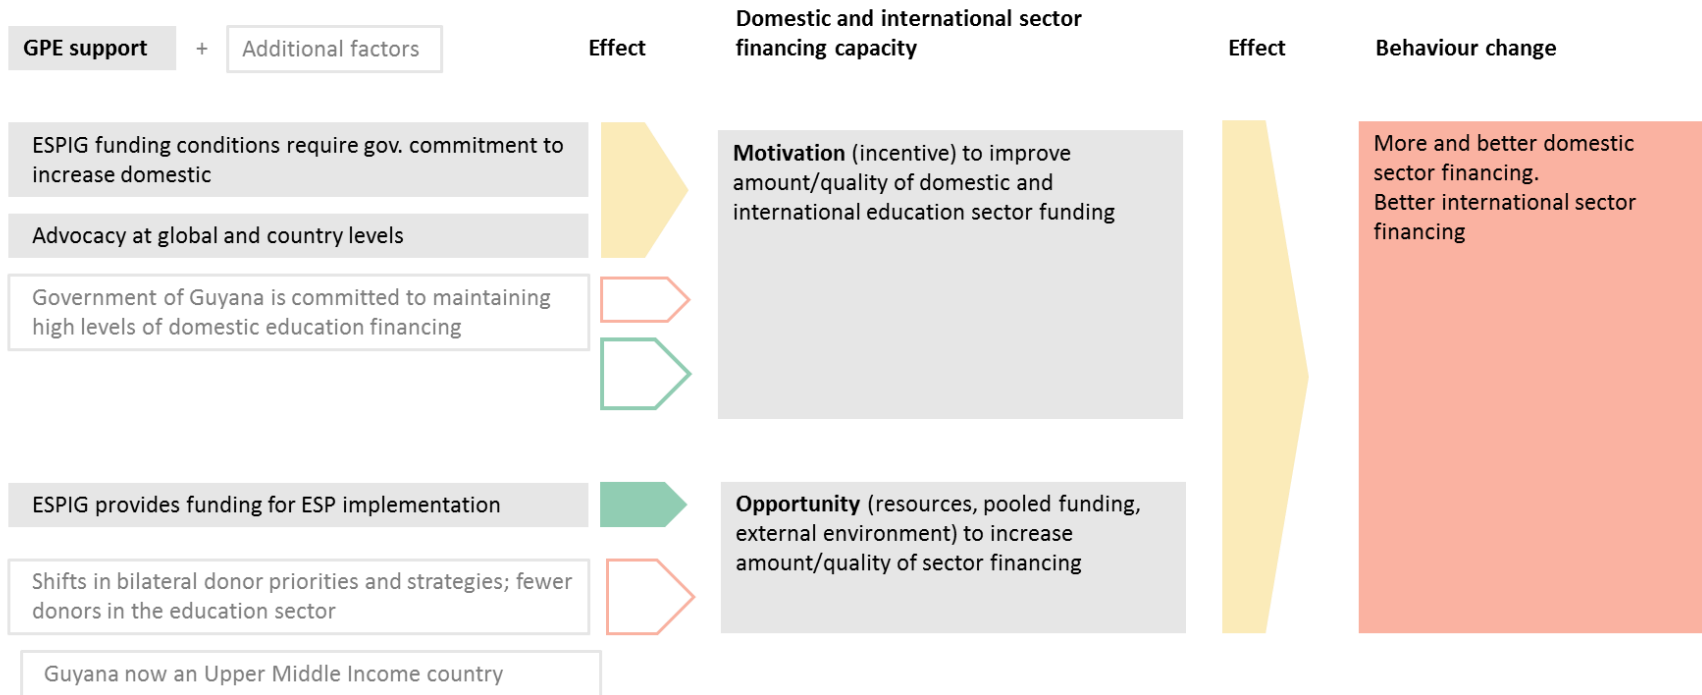 GPE support
+
Additional factors
Effect
Domestic and international sector
financing capacity
Effect
Behaviour change
ESPIG funding conditions require gov. commitment to
increase domestic
Advocacy at global and country levels
Government of Guyana is committed to maintaining
high levels of domestic education financing
Motivation (incentive) to improve
amount/quality of domestic and
international education sector funding
More and better domestic
sector financing.
Better international sector
financing
ESPIG provides funding for ESP implementation
Shifts in bilateral donor priorities and strategies; fewer
donors in the education sector
Guyana now an Upper Middle Income country
Opportunity (resources, pooled funding,
external environment) to increase
amount/quality of sector financing